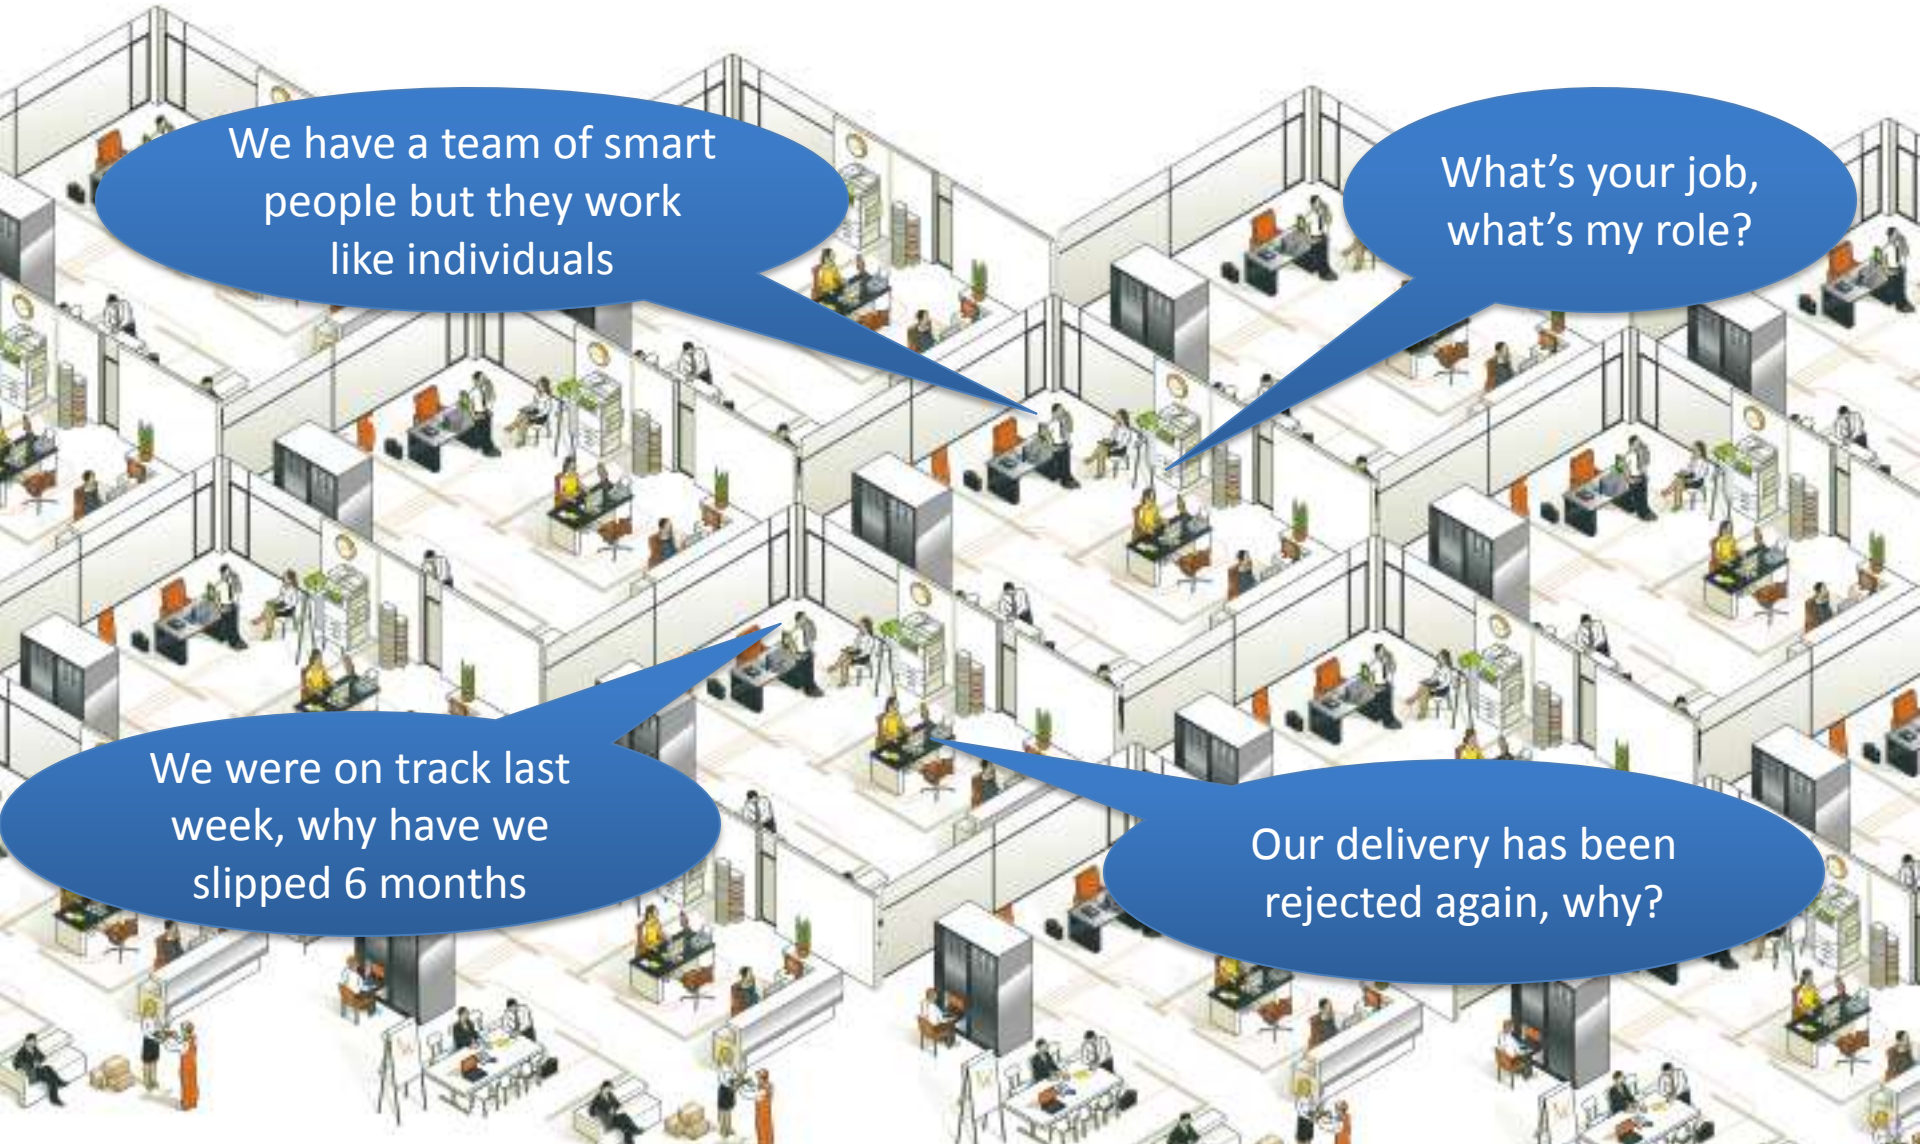 We have a team of smart
people but they work
like individuals
What’s your job,
what’s my role?
We were on track last
week, why have we
slipped 6 months
Our delivery has been
rejected again, why?